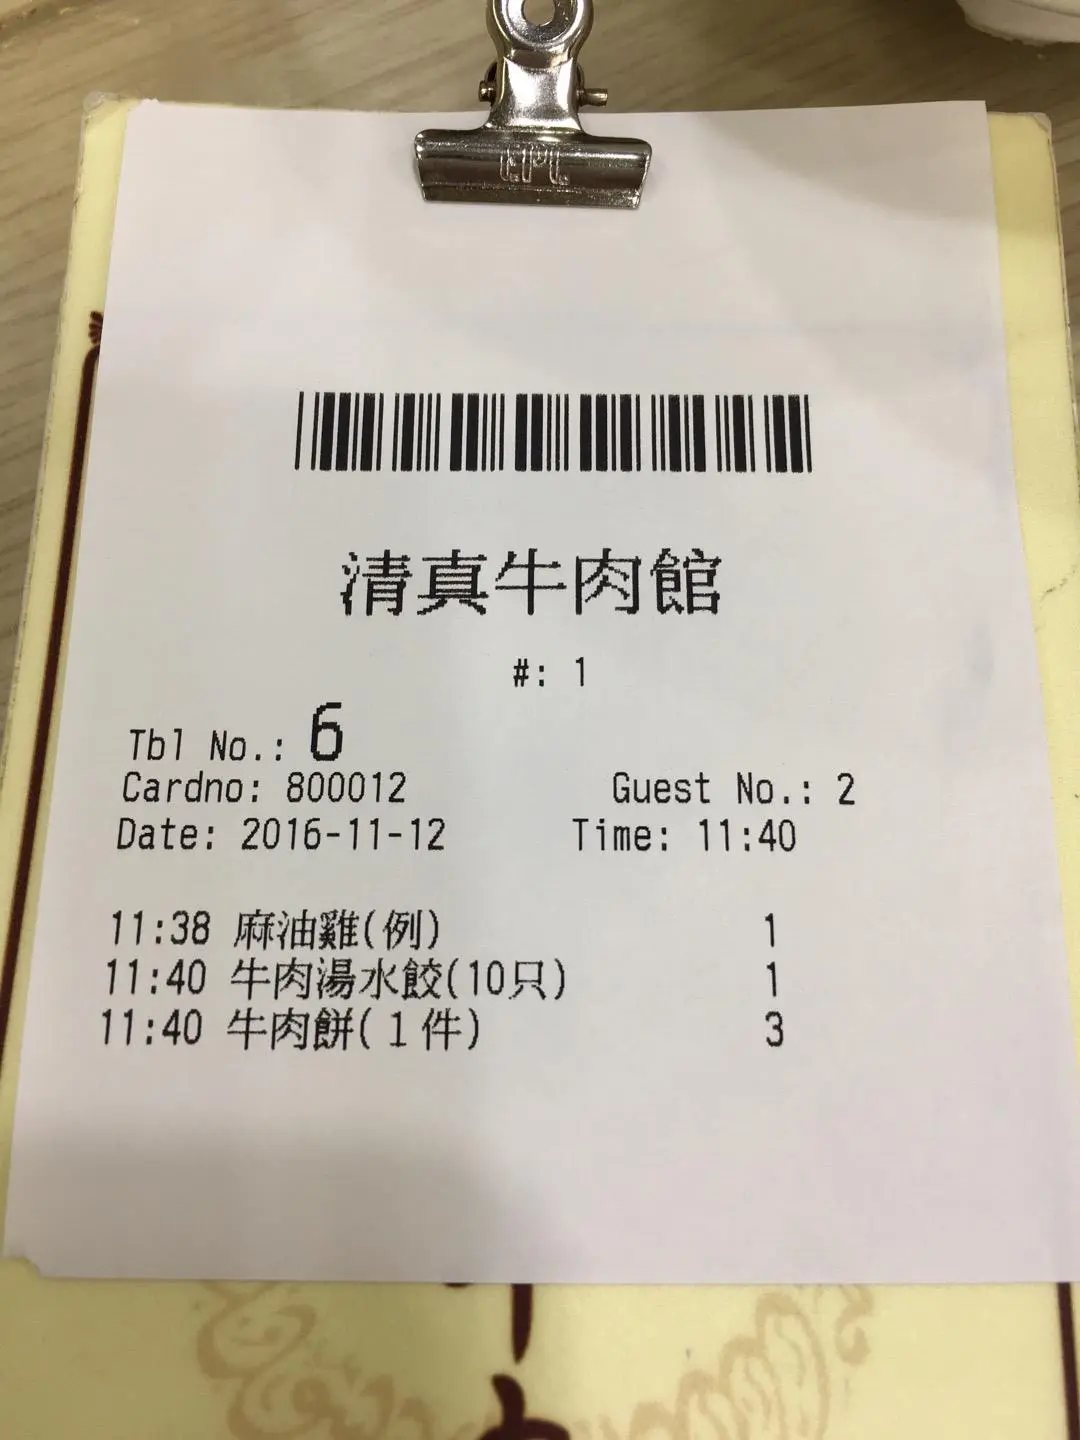 EPL
清真牛肉館
#: 1
Tbl No.: 6
Cardno: 800012 Guest No.: 2
Date: 2016-11-12 Time: 11:40
11:38 麻油雞(例) 1
11:40 牛肉湯水餃(10只) 1
11:40 牛肉餅(1件) 3